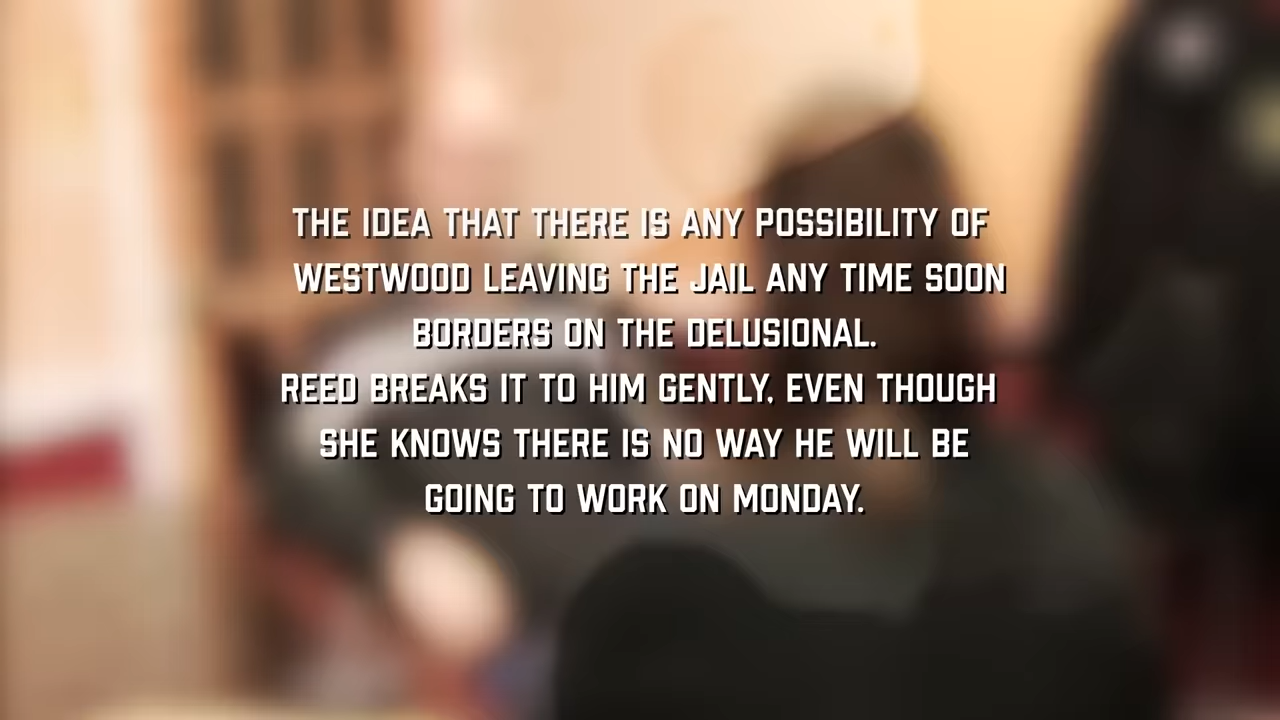 THE IDEA THAT THERE IS ANY POSSIBILITY OF
WESTWOOD LEAVING THE JAIL ANY TIME SOON
BORDERS ON THE DELUSIONAL.
REED BREAKS IT TO HIM GENTLY, EVEN THOUGH
SHE KNOWS THERE IS NO WAY HE WILL BE
GOING TO WORK ON MONDAY.